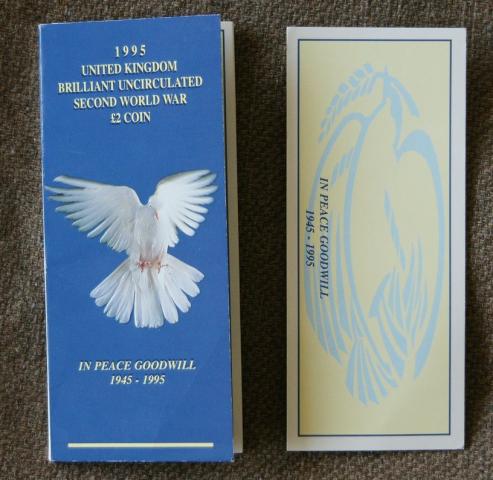 1995
UNITED KINGDOM
BRILLIANT UNCIRCULATED
SECOND WORLD WAR
£2 COIN
IN PEACE GOODWILL
1945 - 1995
IN PEACE GOODWILL
1945 - 1995